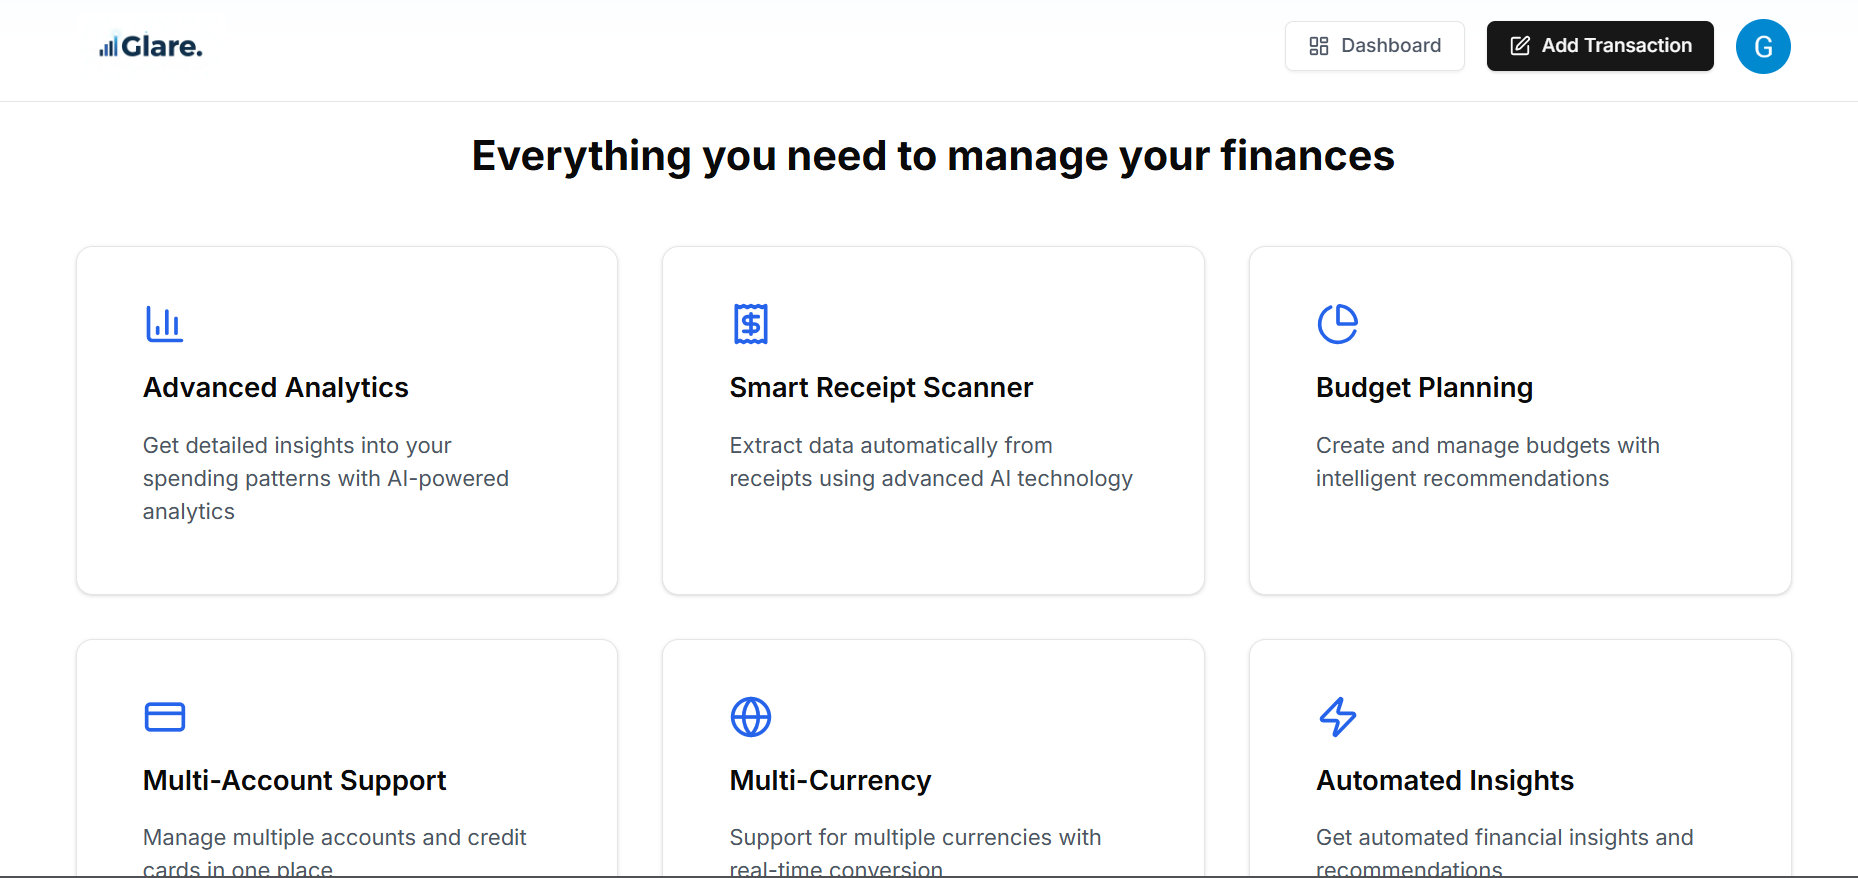 Glare.
Dashboard
Add Transaction
G
Everything you need to manage your finances
Advanced Analytics
Get detailed insights into your
spending patterns with AI-powered
analytics
Smart Receipt Scanner
Extract data automatically from
receipts using advanced AI technology
Budget Planning
Create and manage budgets with
intelligent recommendations
Multi-Account Support
Manage multiple accounts and credit
cards in one place
Multi-Currency
Support for multiple currencies with
real-time conversion
Automated Insights
Get automated financial insights and
recommendations